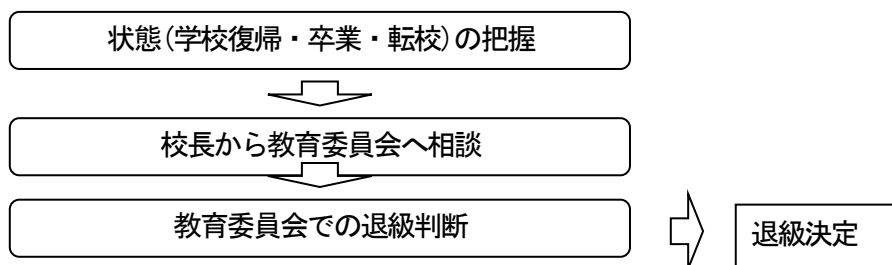 状態(学校復帰・卒業・転校)の把握
校長から教育委員会へ相談
教育委員会での退級判断
退級決定